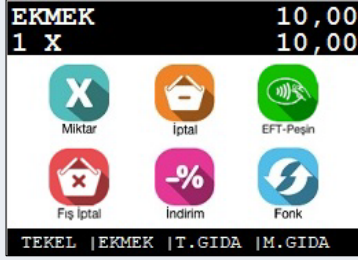 EKMEK 10,00
1 X 10,00
X
Miktar İptal EFT-Peşin
-%
Fiş İptal İndirim Fonk
TEKEL |EKMEK |T.GIDA |M.GIDA